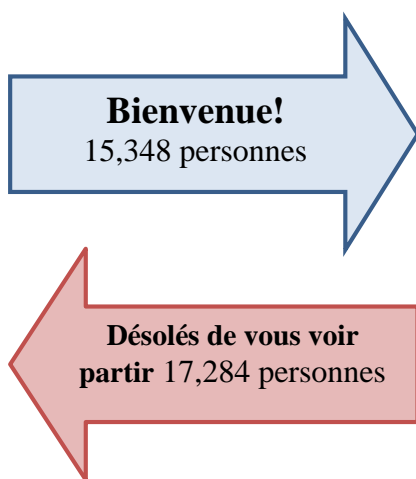 Bienvenue!
15,348 personnes
Désolés de vous voir
partir 17,284 personnes